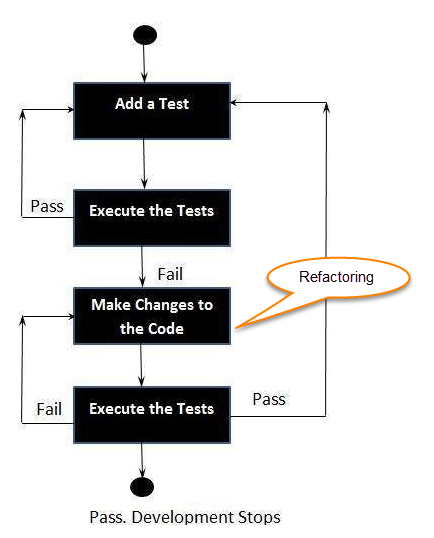 Add a Test
Pass
Execute the Tests
Fail
Refactoring
Make Changes to
the Code
Fail
Execute the Tests
Pass
Pass. Development Stops